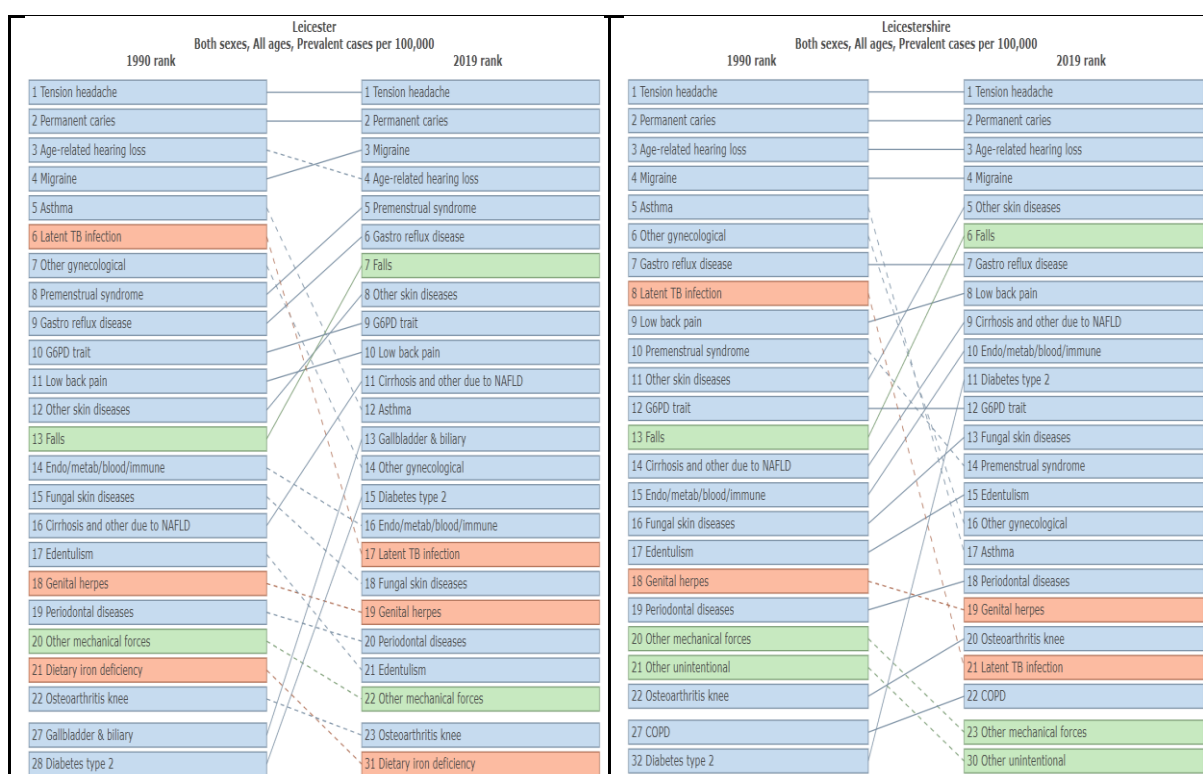 Leicester
Both sexes, All ages, Prevalent cases per 100,000
1990 rank
2019 rank
1 Tension headache
1 Tension headache
2 Permanent caries
2 Permanent caries
3 Age-related hearing loss
3 Migraine
4 Migraine
4 Age-related hearing loss
5 Asthma
5 Premenstrual syndrome
6 Latent TB infection
6 Gastro reflux disease
7 Other gynecological
7 Falls
8 Premenstrual syndrome
8 Other skin diseases
9 Gastro reflux disease
9 G6PD trait
10 G6PD trait
10 Low back pain
11 Low back pain
11 Cirrhosis and other due to NAFLD
12 Other skin diseases
12 Asthma
13 Falls
13 Gallbladder & biliary
14 Endo/metab/blood/immune
14 Other gynecological
15 Fungal skin diseases
15 Diabetes type 2
16 Cirrhosis and other due to NAFLD
16 Endo/metab/blood/immune
17 Edentulism
17 Latent TB infection
18 Genital herpes
18 Fungal skin diseases
19 Periodontal diseases
19 Genital herpes
20 Other mechanical forces
20 Periodontal diseases
21 Dietary iron deficiency
21 Edentulism
22 Osteoarthritis knee
22 Other mechanical forces
27 Gallbladder & biliary
23 Osteoarthritis knee
28 Diabetes type 2
31 Dietary iron deficiency
Leicestershire
Both sexes, All ages, Prevalent cases per 100,000
1990 rank
2019 rank
1 Tension headache
1 Tension headache
2 Permanent caries
2 Permanent caries
3 Age-related hearing loss
3 Age-related hearing loss
4 Migraine
4 Migraine
5 Asthma
5 Other skin diseases
6 Other gynecological
6 Falls
7 Gastro reflux disease
7 Gastro reflux disease
8 Latent TB infection
8 Low back pain
9 Low back pain
9 Cirrhosis and other due to NAFLD
10 Premenstrual syndrome
10 Endo/metab/blood/immune
11 Other skin diseases
11 Diabetes type 2
12 G6PD trait
12 G6PD trait
13 Falls
13 Fungal skin diseases
14 Cirrhosis and other due to NAFLD
14 Premenstrual syndrome
15 Endo/metab/blood/immune
15 Edentulism
16 Fungal skin diseases
16 Other gynecological
17 Edentulism
17 Asthma
18 Genital herpes
18 Periodontal diseases
19 Periodontal diseases
19 Genital herpes
20 Other mechanical forces
20 Osteoarthritis knee
21 Other unintentional
21 Latent TB infection
22 Osteoarthritis knee
22 COPD
27 COPD
23 Other mechanical forces
32 Diabetes type 2
30 Other unintentional